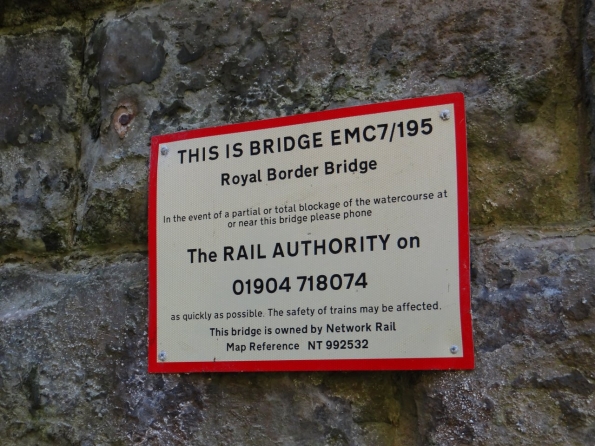 THIS IS BRIDGE EMC7/195
Royal Border Bridge
In the event of a partial or total blockage of the watercourse at
or near this bridge please phone
The RAIL AUTHORITY on
01904 718074
as quickly as possible. The safety of trains may be affected.
This bridge is owned by Network Rail
Map Reference NT 992532